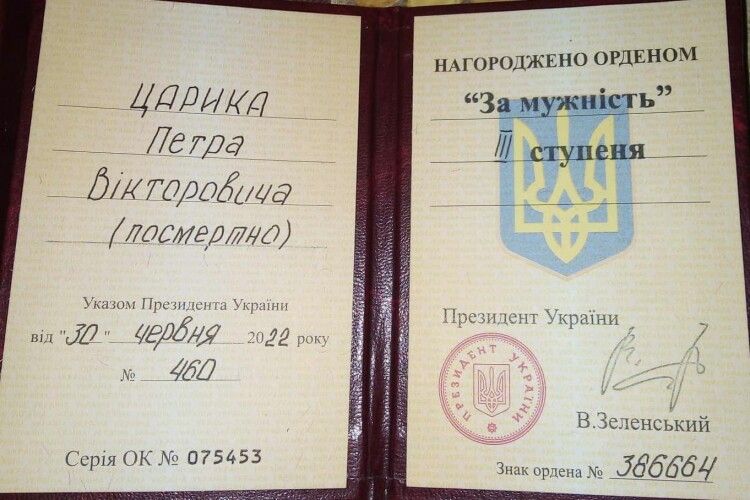 ЦАРИКА
Петра
Вікторовича
(посмертно)
Указом Президента України
від "30" червня 2022 року
№ 460
Серія ОК № 075453
НАГОРОДЖЕНО ОРДЕНОМ
“За мужність”
III ступеня
Президент України
ПРЕЗИДЕНТ УКРАЇНИ
В.Зеленський
Знак ордена № 386664